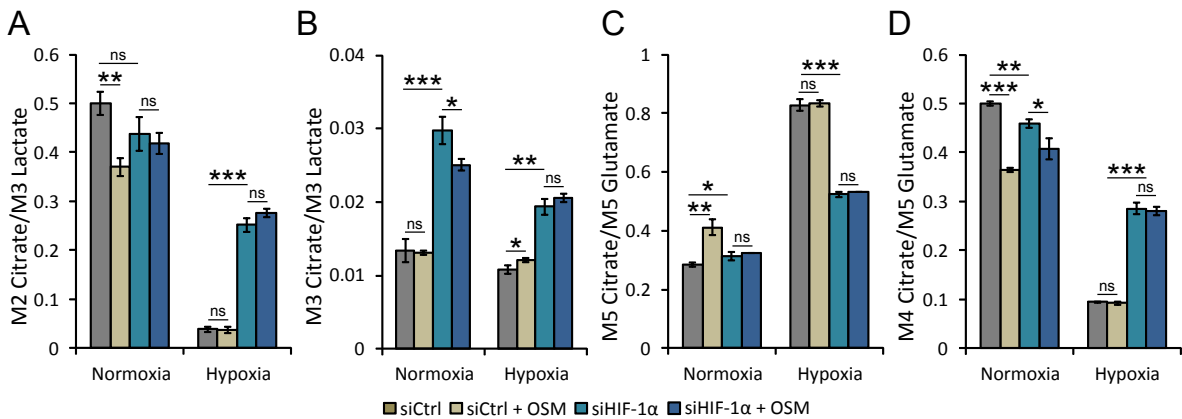 A
M2 Citrate/M3 Lactate
0.6
0.5
0.4
0.3
0.2
0.1
0
ns
**
ns
***
ns
ns
Normoxia
Hypoxia
B
M3 Citrate/M3 Lactate
0.04
0.03
0.02
0.01
0
***
*
ns
**
ns
*
Normoxia
Hypoxia
C
M5 Citrate/M5 Glutamate
1
0.8
0.6
0.4
0.2
0
*
**
ns
***
ns
ns
Normoxia
Hypoxia
D
M4 Citrate/M5 Glutamate
0.6
0.5
0.4
0.3
0.2
0.1
0
**
***
*
***
ns
ns
Normoxia
Hypoxia
siCtrl siCtrl + OSM siHIF-1α siHIF-1α + OSM